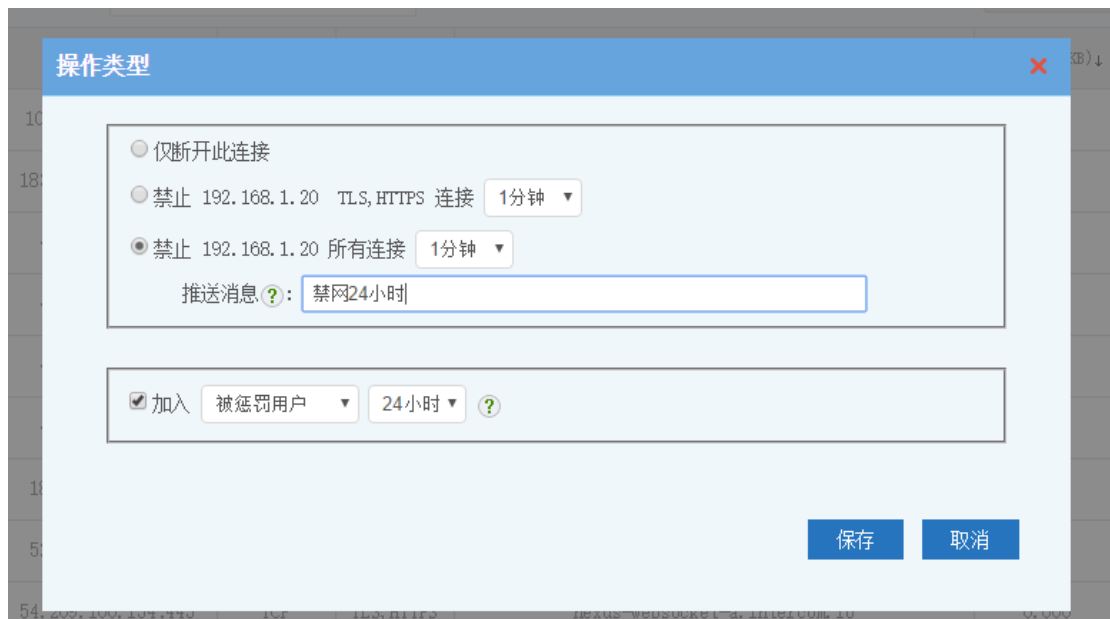 操作类型
KB)↓
仅断开此连接
禁止 192.168.1.20 TLS,HTTPS 连接 1分钟
禁止 192.168.1.20 所有连接 1分钟
推送消息?: 禁网24小时
加入 被惩罚用户 24小时 ?
保存 取消